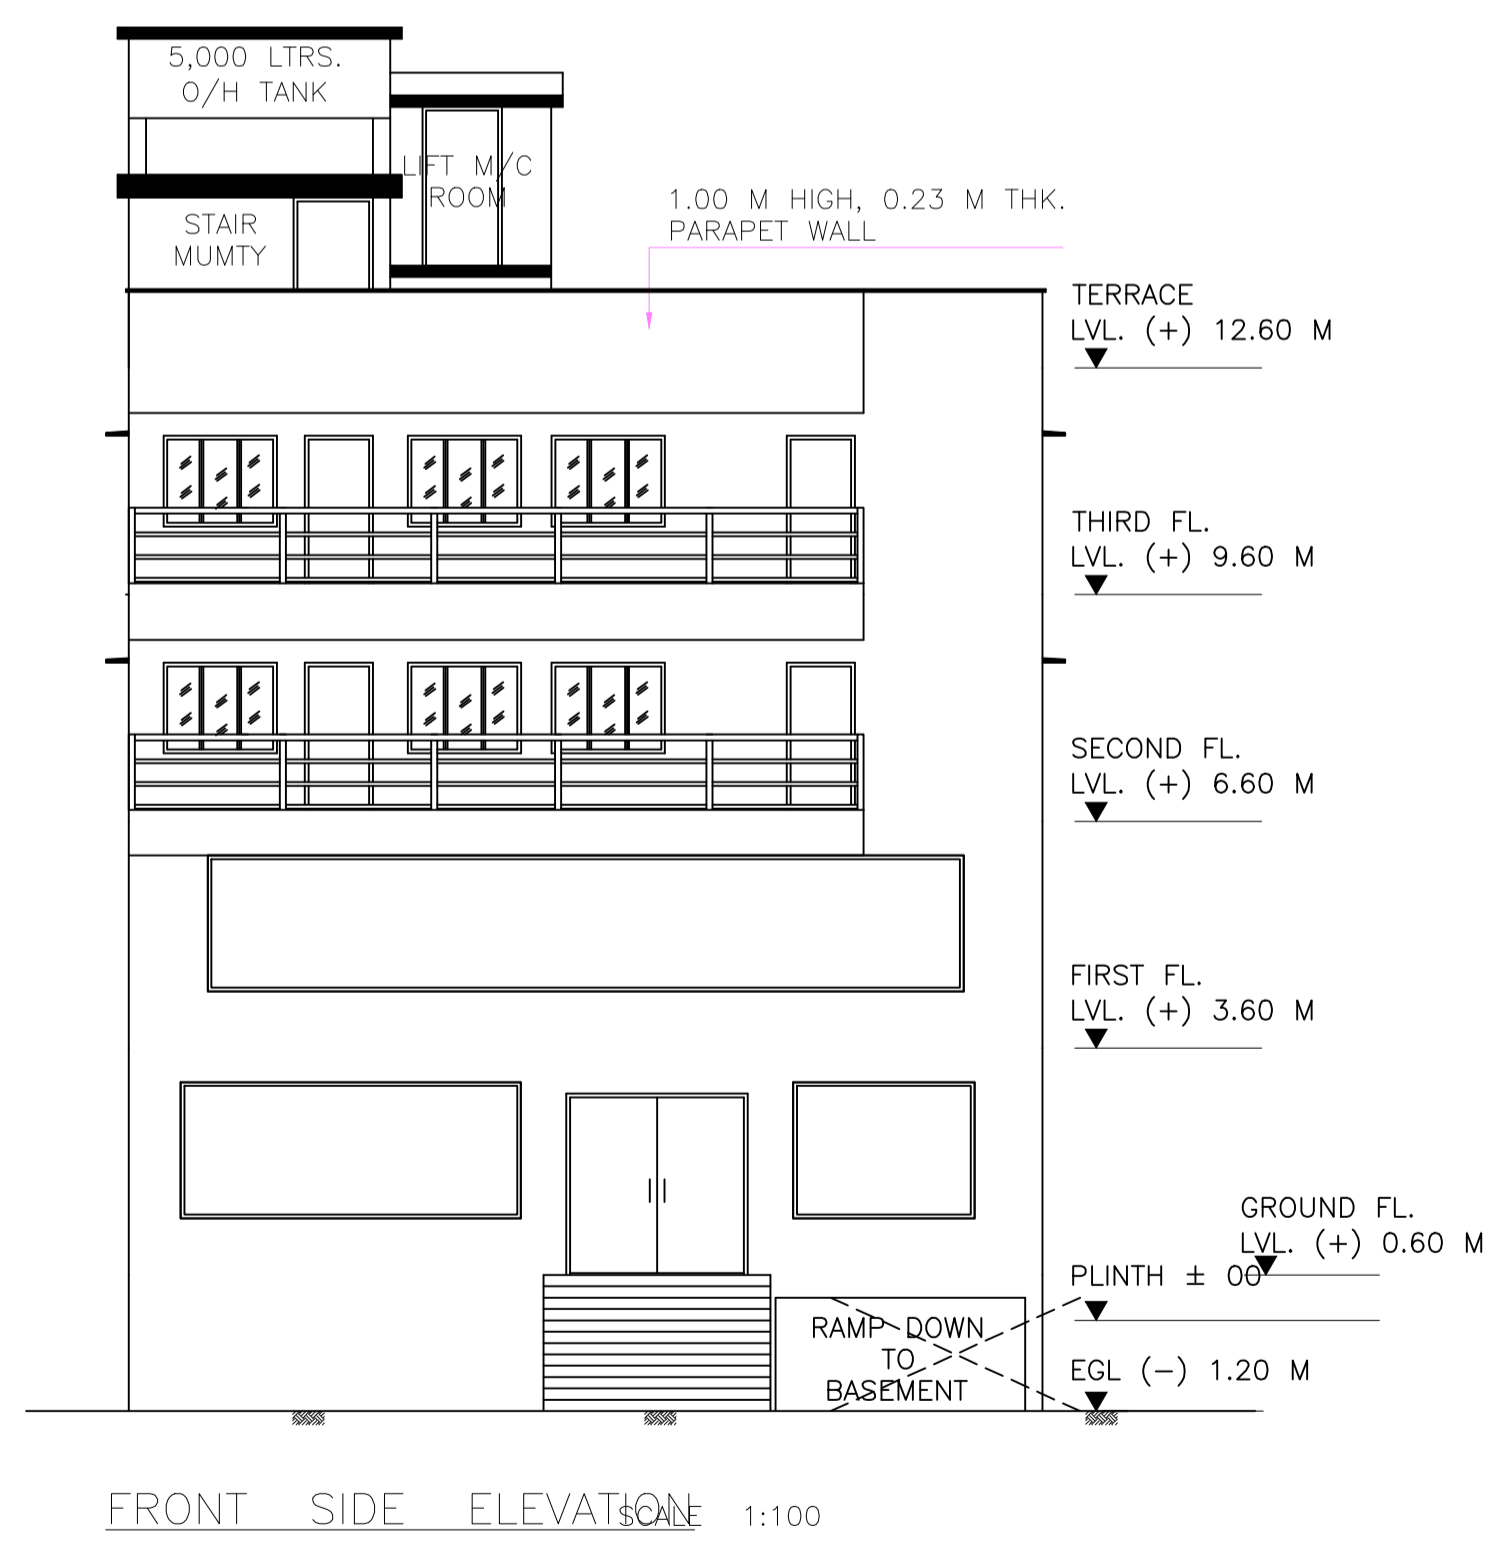 5,000 LTRS.
O/H TANK
LIFT M/C
ROOM
STAIR
MUMTY
1.00 M HIGH, 0.23 M THK.
PARAPET WALL
TERRACE
LVL. (+) 12.60 M
THIRD FL.
LVL. (+) 9.60 M
SECOND FL.
LVL. (+) 6.60 M
FIRST FL.
LVL. (+) 3.60 M
GROUND FL.
LVL. (+) 0.60 M
PLINTH ± 00
RAMP DOWN
TO
BASEMENT
EGL (−) 1.20 M
FRONT SIDE ELEVATION
SCALE 1:100